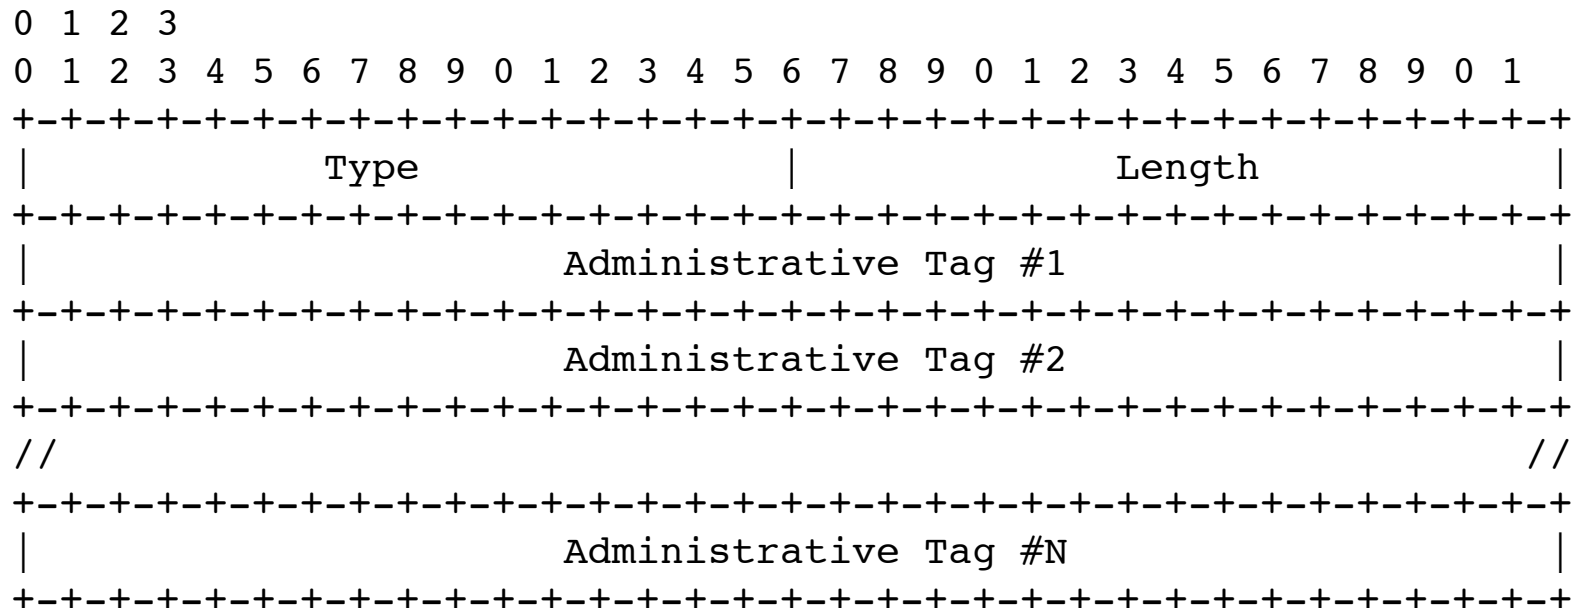 0 1 2 3
0 1 2 3 4 5 6 7 8 9 0 1 2 3 4 5 6 7 8 9 0 1 2 3 4 5 6 7 8 9 0 1
+-+-+-+-+-+-+-+-+-+-+-+-+-+-+-+-+-+-+-+-+-+-+-+-+-+-+-+-+-+-+-+-+
|            Type               |             Length            |
+-+-+-+-+-+-+-+-+-+-+-+-+-+-+-+-+-+-+-+-+-+-+-+-+-+-+-+-+-+-+-+-+
|                      Administrative Tag #1                    |
+-+-+-+-+-+-+-+-+-+-+-+-+-+-+-+-+-+-+-+-+-+-+-+-+-+-+-+-+-+-+-+-+
|                      Administrative Tag #2                    |
+-+-+-+-+-+-+-+-+-+-+-+-+-+-+-+-+-+-+-+-+-+-+-+-+-+-+-+-+-+-+-+-+
//                                                             //
+-+-+-+-+-+-+-+-+-+-+-+-+-+-+-+-+-+-+-+-+-+-+-+-+-+-+-+-+-+-+-+-+
|                      Administrative Tag #N                    |
+-+-+-+-+-+-+-+-+-+-+-+-+-+-+-+-+-+-+-+-+-+-+-+-+-+-+-+-+-+-+-+-+